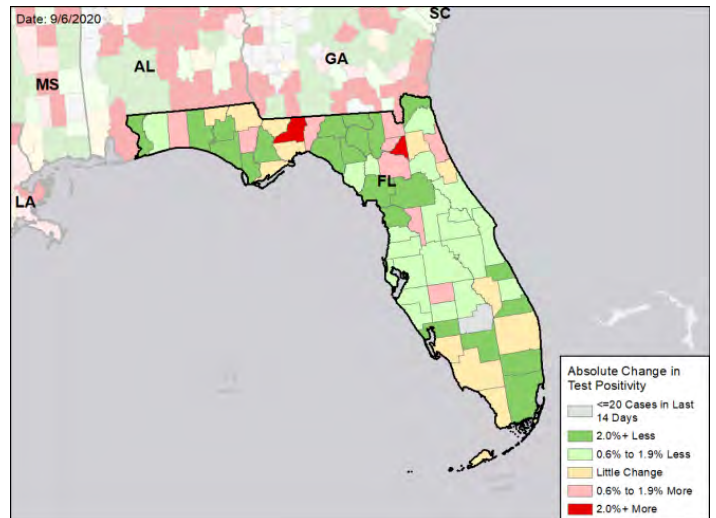 Date: 9/6/2020
SC
AL
GA
MS
FL
LA
Absolute Change in
Test Positivity
<=20 Cases in Last
14 Days
2.0%+ Less
0.6% to 1.9% Less
Little Change
0.6% to 1.9% More
2.0%+ More